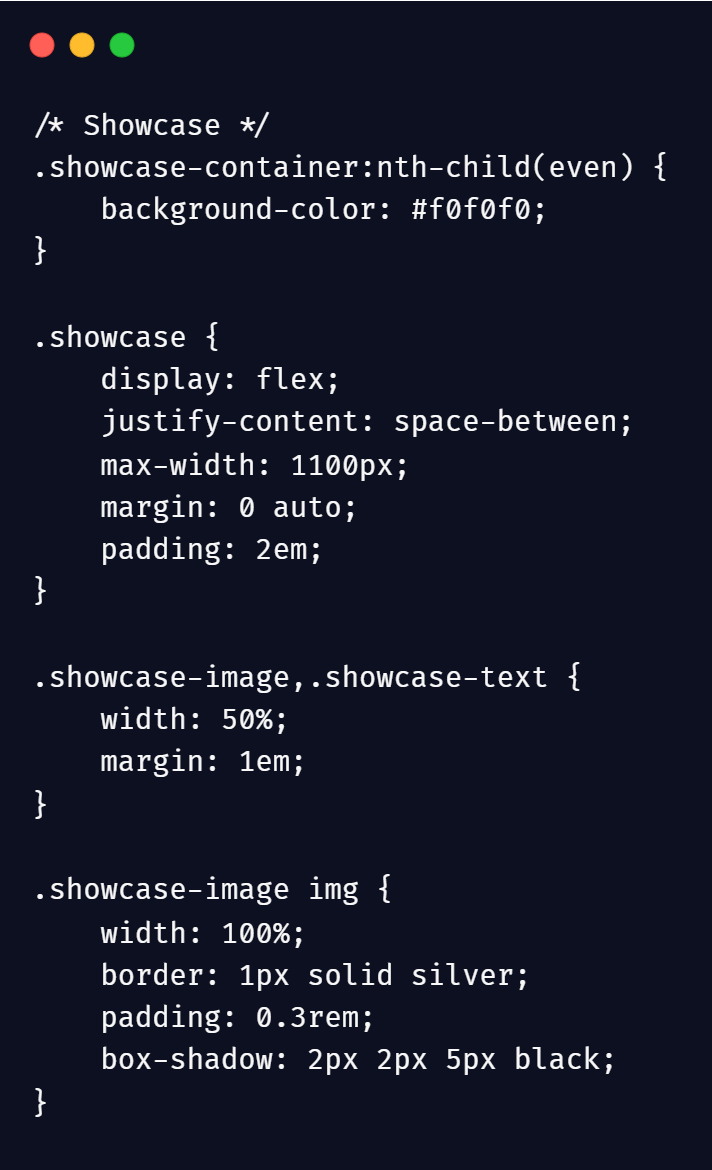 /* Showcase */
.showcase-container:nth-child(even) {
    background-color: #f0f0f0;
}

.showcase {
    display: flex;
    justify-content: space-between;
    max-width: 1100px;
    margin: 0 auto;
    padding: 2em;
}

.showcase-image,.showcase-text {
    width: 50%;
    margin: 1em;
}

.showcase-image img {
    width: 100%;
    border: 1px solid silver;
    padding: 0.3rem;
    box-shadow: 2px 2px 5px black;
}